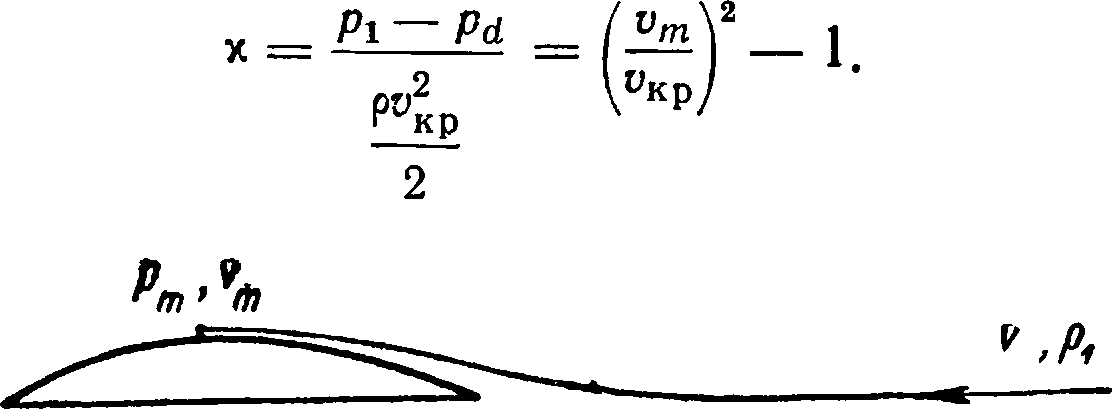 ϰ = (p₁ − p_d) / (ρv²_кр / 2) = (v_m / v_кр)² − 1.
p_m, v_m
v, p₁